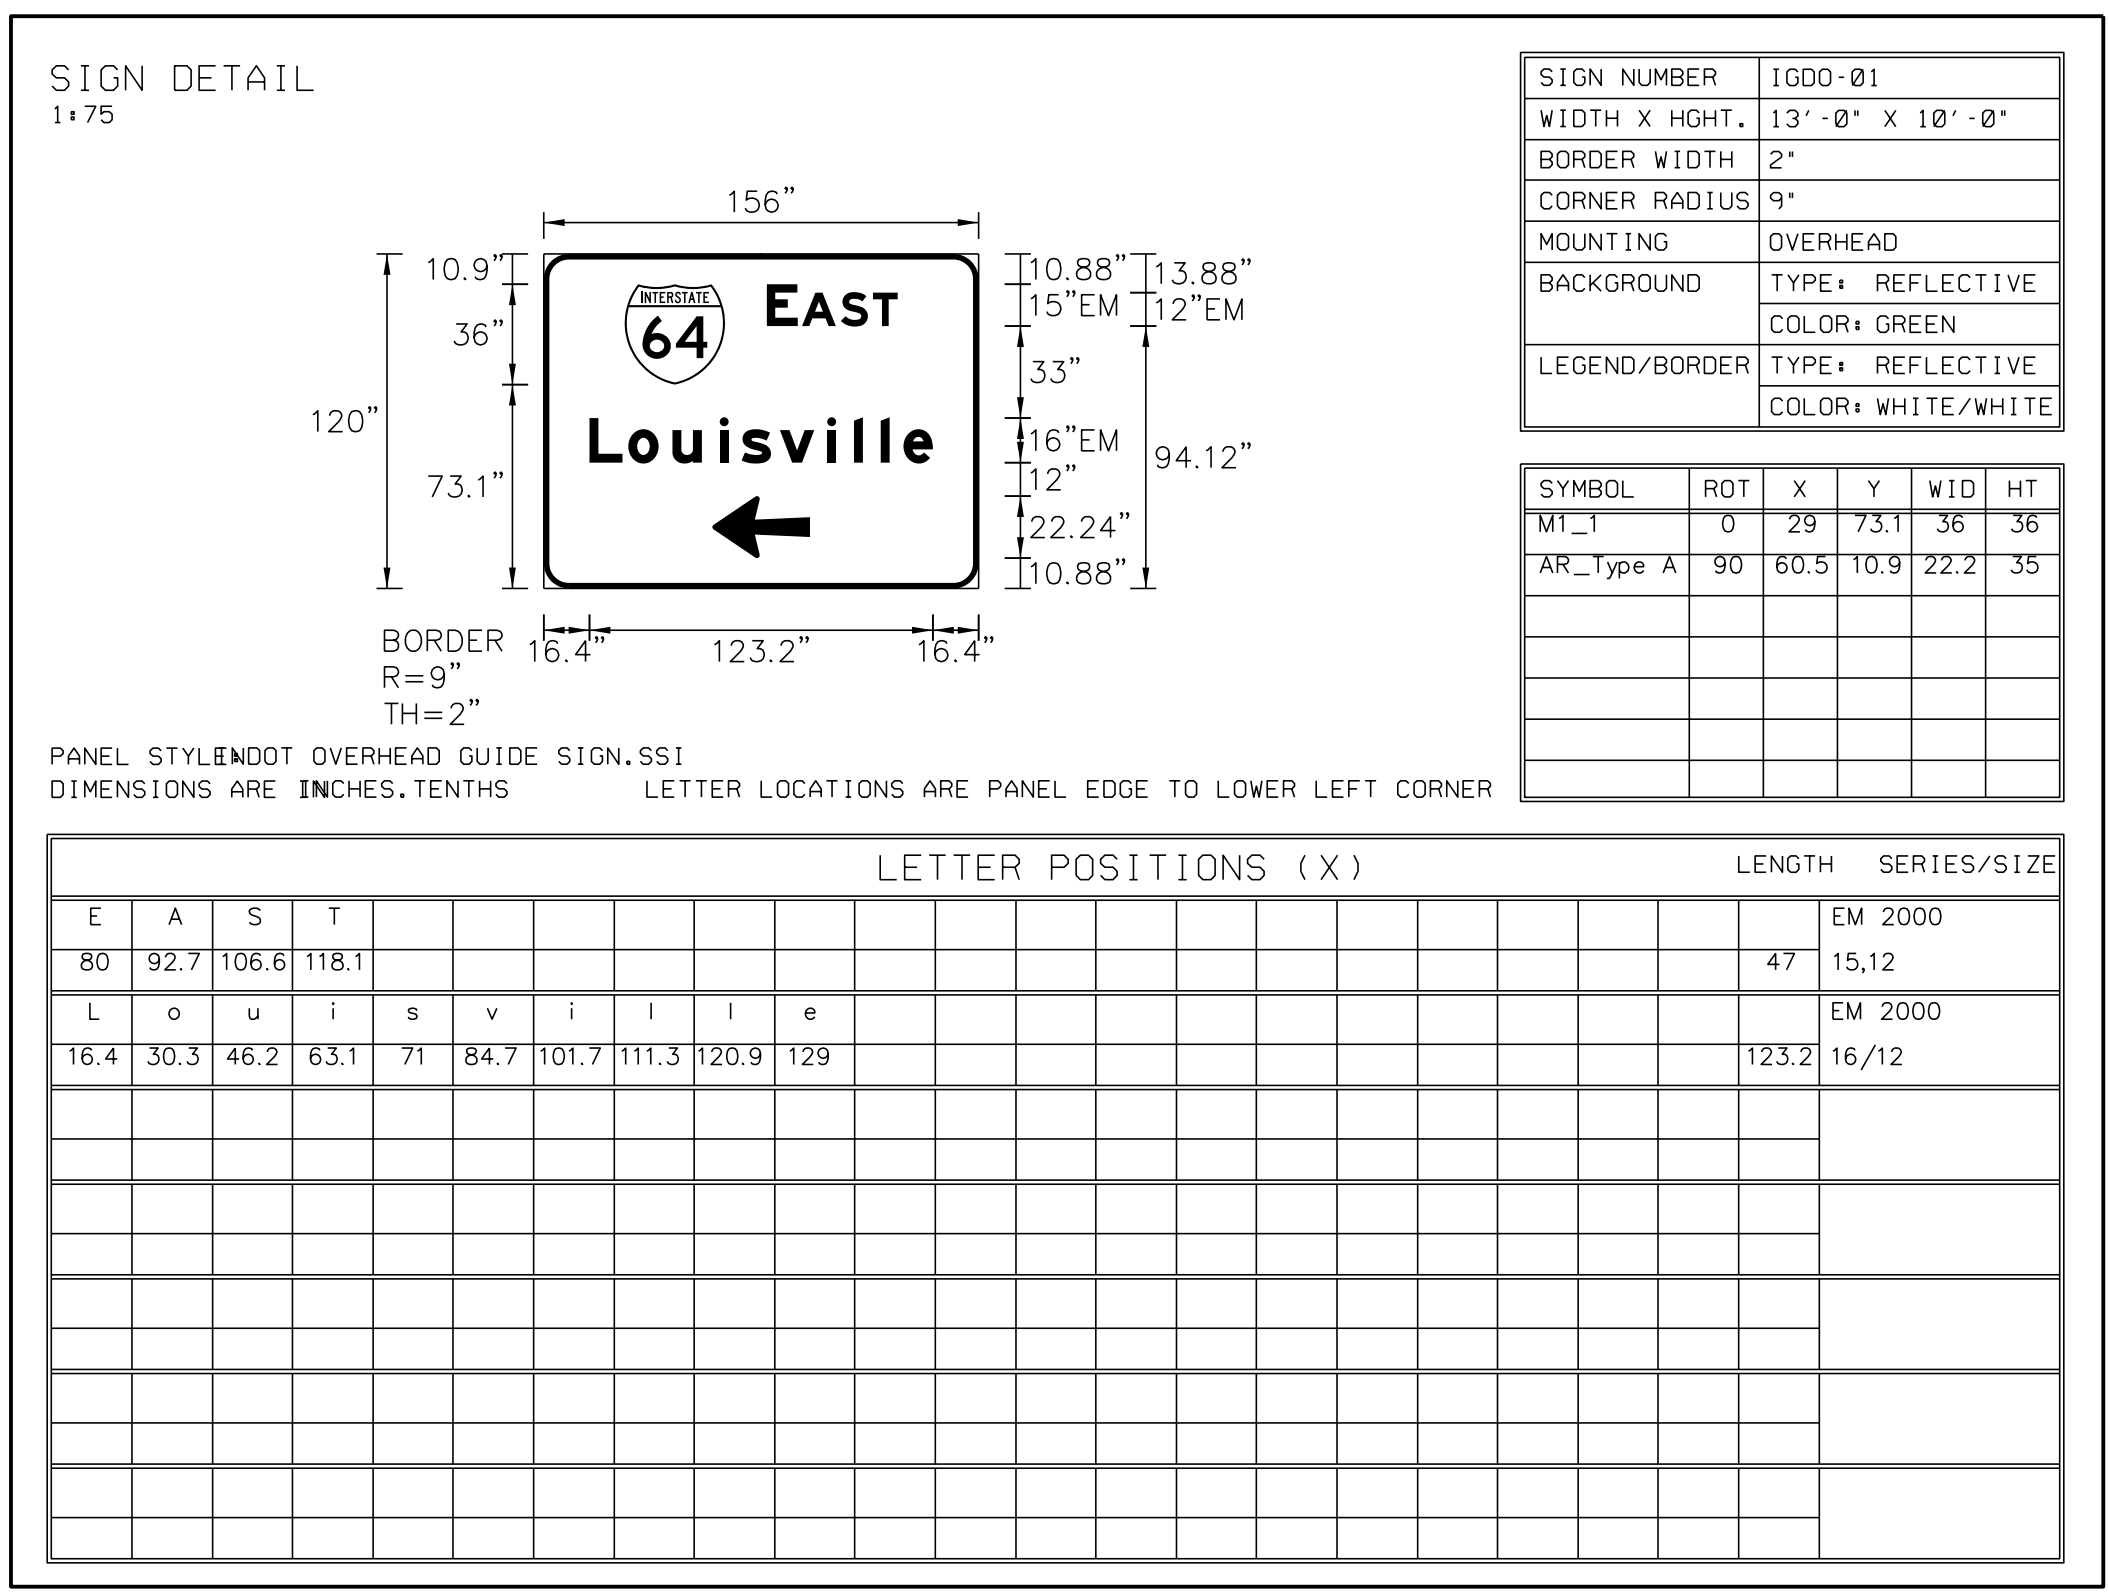 SIGN DETAIL
1:75
SIGN NUMBER IGDO-Ø1
WIDTH X HGHT. 13'-Ø" X 10'-Ø"
BORDER WIDTH 2"
CORNER RADIUS 9"
MOUNTING OVERHEAD
BACKGROUND TYPE: REFLECTIVE
COLOR: GREEN
LEGEND/BORDER TYPE: REFLECTIVE
COLOR: WHITE/WHITE
156”
10.9”
36”
120”
73.1”
INTERSTATE
64
EAST
Louisville
10.88” 13.88”
15”EM 12”EM
33”
16”EM
94.12”
12”
22.24”
10.88”
16.4” 123.2” 16.4”
BORDER
R=9”
TH=2”
SYMBOL ROT X Y WID HT
M1_1 0 29 73.1 36 36
AR_Type A 90 60.5 10.9 22.2 35
PANEL STYLE: INDOT OVERHEAD GUIDE SIGN.SSI
DIMENSIONS ARE IN INCHES.TENTHS LETTER LOCATIONS ARE PANEL EDGE TO LOWER LEFT CORNER
LETTER POSITIONS (X) LENGTH SERIES/SIZE
E A S T EM 2000
80 92.7 106.6 118.1 47 15,12
L o u i s v i l l e EM 2000
16.4 30.3 46.2 63.1 71 84.7 101.7 111.3 120.9 129 123.2 16/12